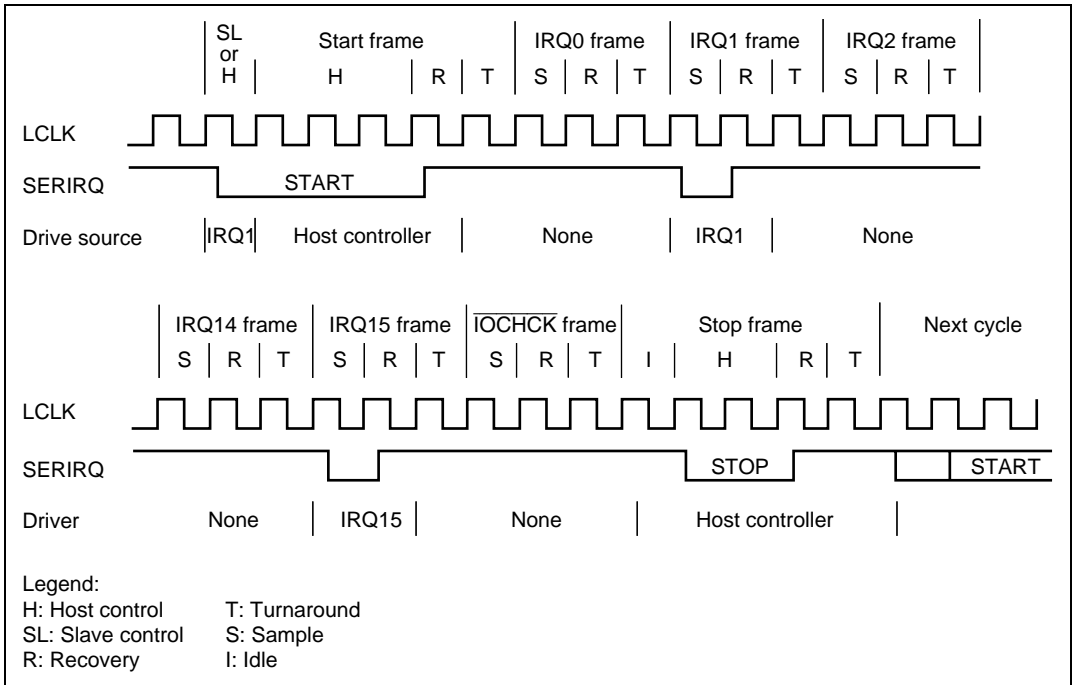 SL
or
H
Start frame
IRQ0 frame
IRQ1 frame
IRQ2 frame
H R T S R T S R T S R T
LCLK
SERIRQ
START
Drive source
IRQ1
Host controller
None
IRQ1
None
IRQ14 frame
IRQ15 frame
IOCHCK frame
Stop frame
Next cycle
S R T S R T S R T I H R T
LCLK
SERIRQ
STOP
START
Driver
None
IRQ15
None
Host controller
Legend:
H: Host control T: Turnaround
SL: Slave control S: Sample
R: Recovery I: Idle